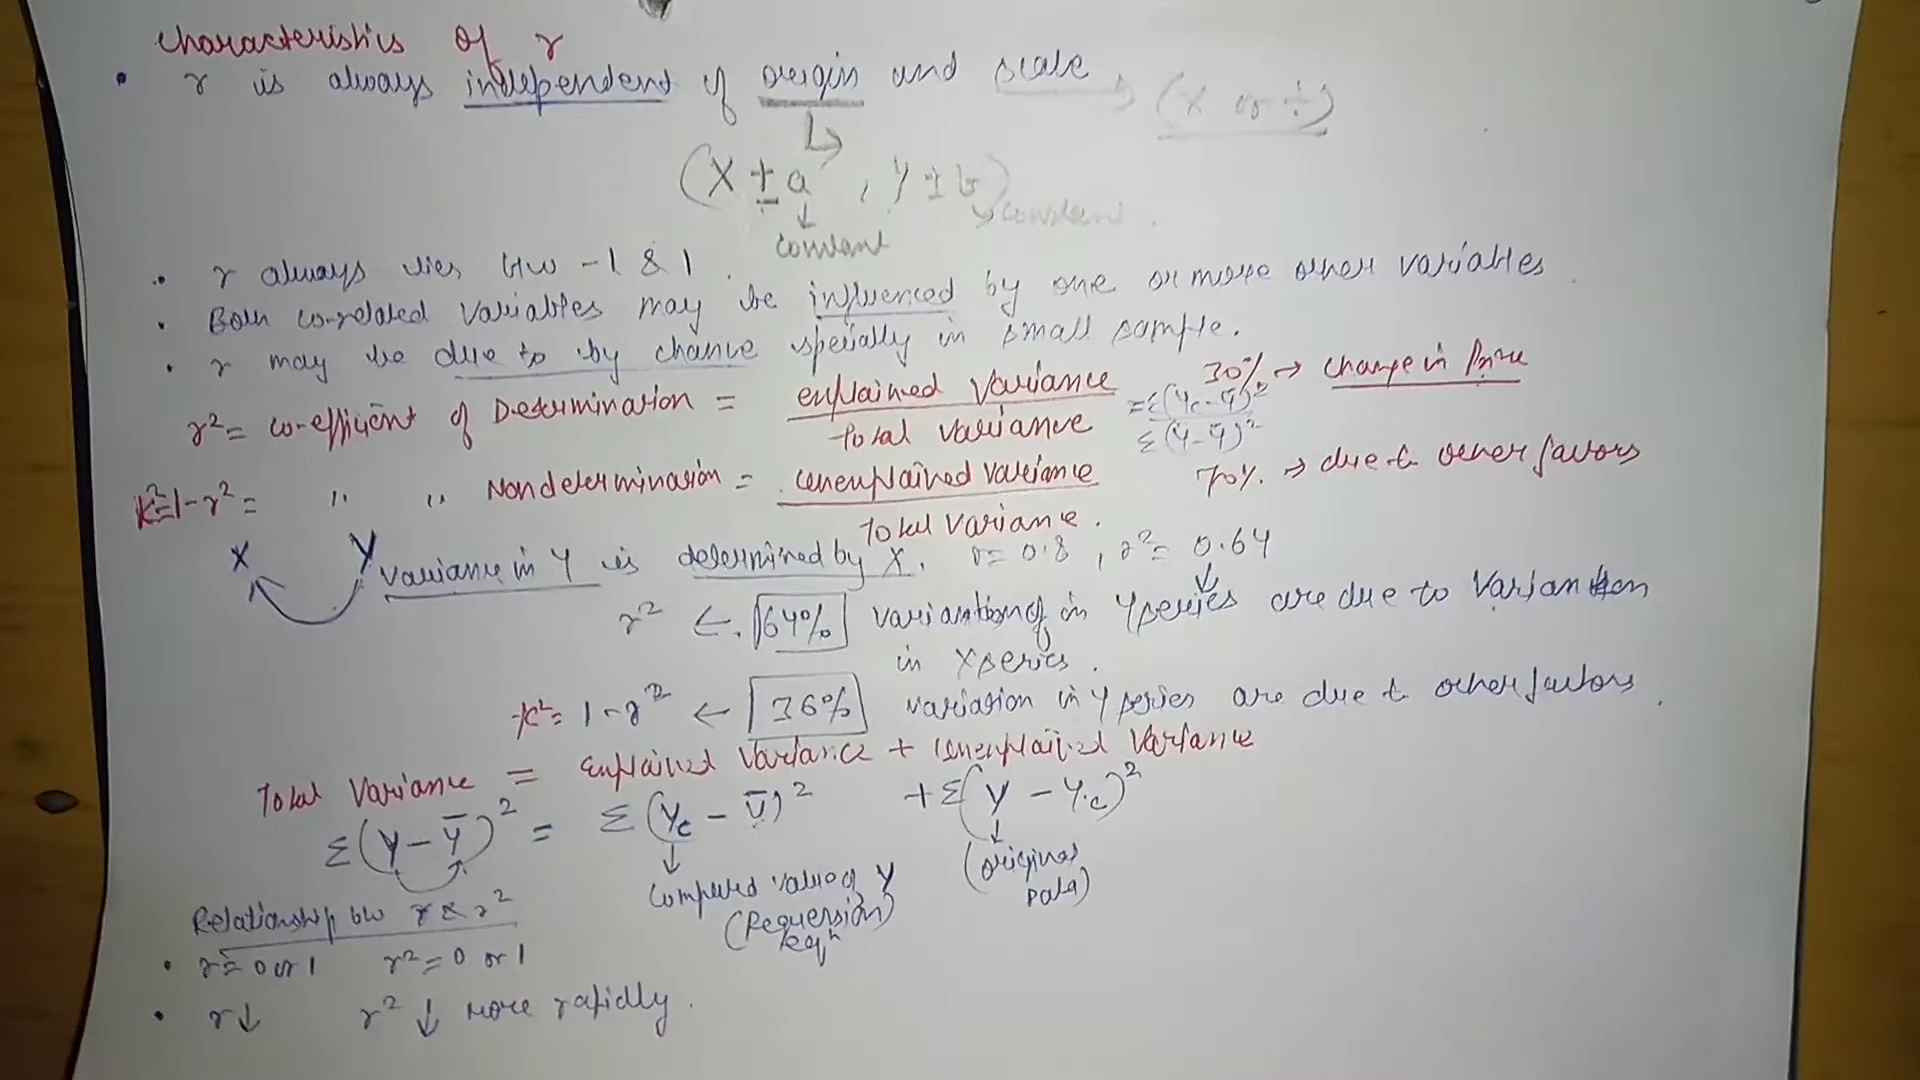 characteristics of r
• r is always independent of origin and scale → (x or ÷)
(X ± a , Y ± b)
constant → constant
• r always lies b/w -1 & 1 .
• Both co-related variables may be influenced by one or more other variables
• r may be due to by chance specially in small sample.
r² = co-efficient of Determination = explained Variance / Total Variance = Σ(Yc - Ȳ)² / Σ(Y - Ȳ)² 30% → change in Price
k²=1-r² = " " Nondetermination = unexplained variance / Total Variance. 70% → due to other factors
X Y Variance in Y is determined by X. r = 0.8 , r² = 0.64
r² ← 64% variation in Y series are due to variation
in X series .
k² = 1-r² ← 36% variation in Y series are due to other factors .
Total Variance = Explained Variance + Unexplained Variance
Σ(Y - Ȳ)² = Σ(Yc - Ȳ)² + Σ(Y - Yc)²
Computed value of Y (original data)
(Regression eqⁿ)
Relationship b/w r & r²
• r = 0 or 1 r² = 0 or 1
• r↓ r² ↓ more rapidly .